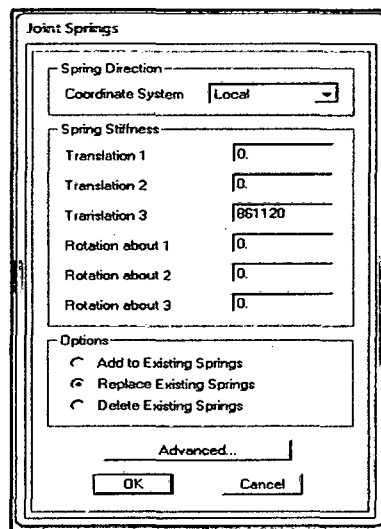 Joint Springs
Spring Direction
Coordinate System Local
Spring Stiffness
Translation 1 0.
Translation 2 0.
Translation 3 861120
Rotation about 1 0.
Rotation about 2 0.
Rotation about 3 0.
Options
Add to Existing Springs
Replace Existing Springs
Delete Existing Springs
Advanced...
OK Cancel